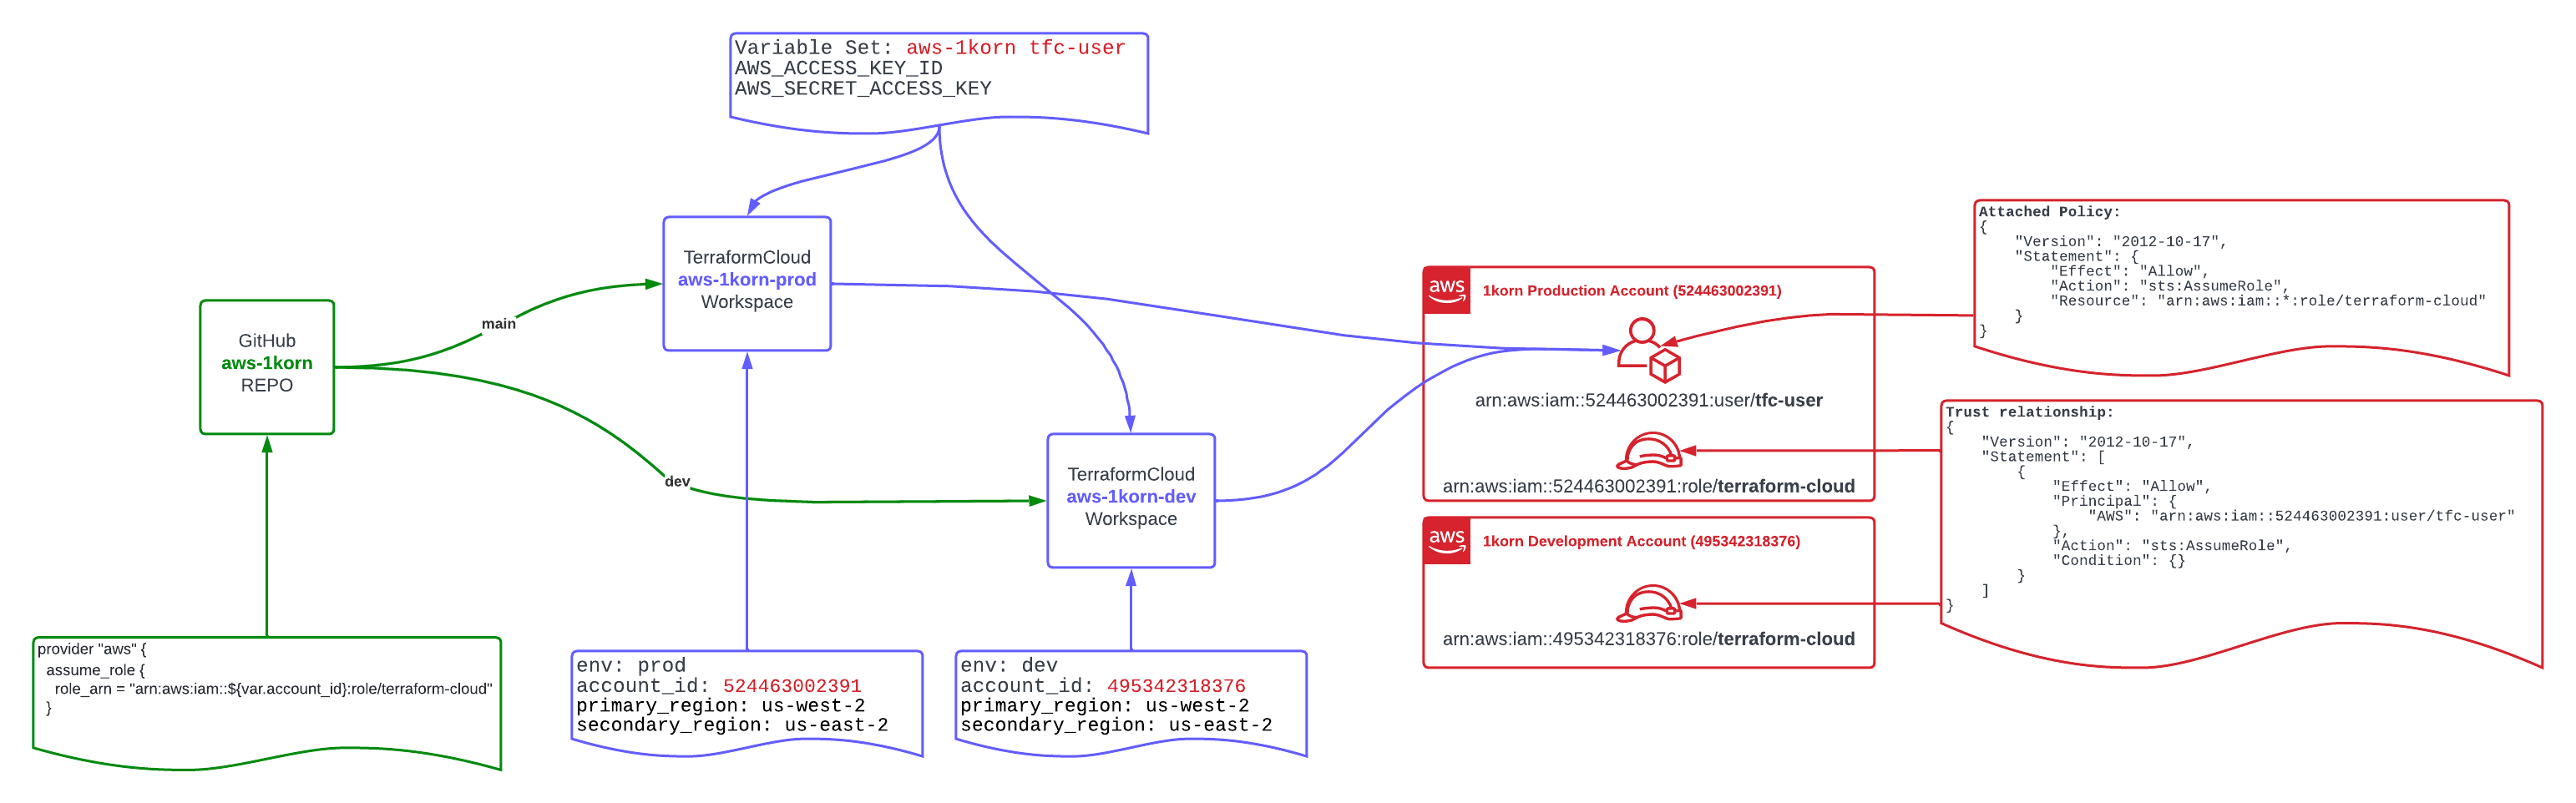 Variable Set: aws-1korn tfc-user
AWS_ACCESS_KEY_ID
AWS_SECRET_ACCESS_KEY
TerraformCloud
aws-1korn-prod
Workspace
main
GitHub
aws-1korn
REPO
dev
TerraformCloud
aws-1korn-dev
Workspace
provider "aws" {
  assume_role {
    role_arn = "arn:aws:iam::${var.account_id}:role/terraform-cloud"
  }
env: prod
account_id: 524463002391
primary_region: us-west-2
secondary_region: us-east-2
env: dev
account_id: 495342318376
primary_region: us-west-2
secondary_region: us-east-2
aws
1korn Production Account (524463002391)
arn:aws:iam::524463002391:user/tfc-user
arn:aws:iam::524463002391:role/terraform-cloud
aws
1korn Development Account (495342318376)
arn:aws:iam::495342318376:role/terraform-cloud
Attached Policy:
{
    "Version": "2012-10-17",
    "Statement": {
        "Effect": "Allow",
        "Action": "sts:AssumeRole",
        "Resource": "arn:aws:iam::*:role/terraform-cloud"
    }
}
Trust relationship:
{
    "Version": "2012-10-17",
    "Statement": [
        {
            "Effect": "Allow",
            "Principal": {
                "AWS": "arn:aws:iam::524463002391:user/tfc-user"
            },
            "Action": "sts:AssumeRole",
            "Condition": {}
        }
    ]
}